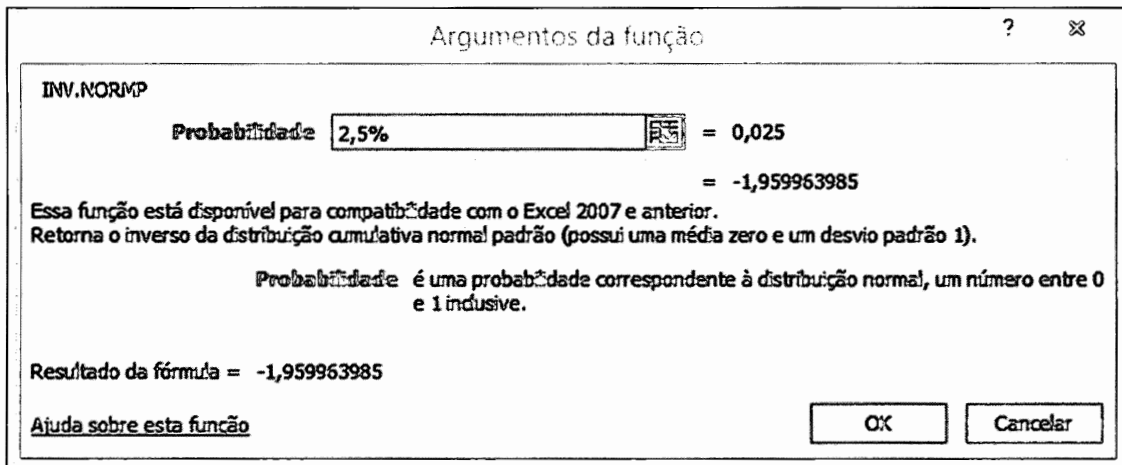 Argumentos da função ? ✕
INV.NORMP
Probabilidade 2,5% = 0,025
= -1,959963985
Essa função está disponível para compatibilidade com o Excel 2007 e anterior.
Retorna o inverso da distribuição cumulativa normal padrão (possui uma média zero e um desvio padrão 1).
Probabilidade é uma probabilidade correspondente à distribuição normal, um número entre 0
e 1 inclusive.
Resultado da fórmula = -1,959963985
Ajuda sobre esta função
OK Cancelar